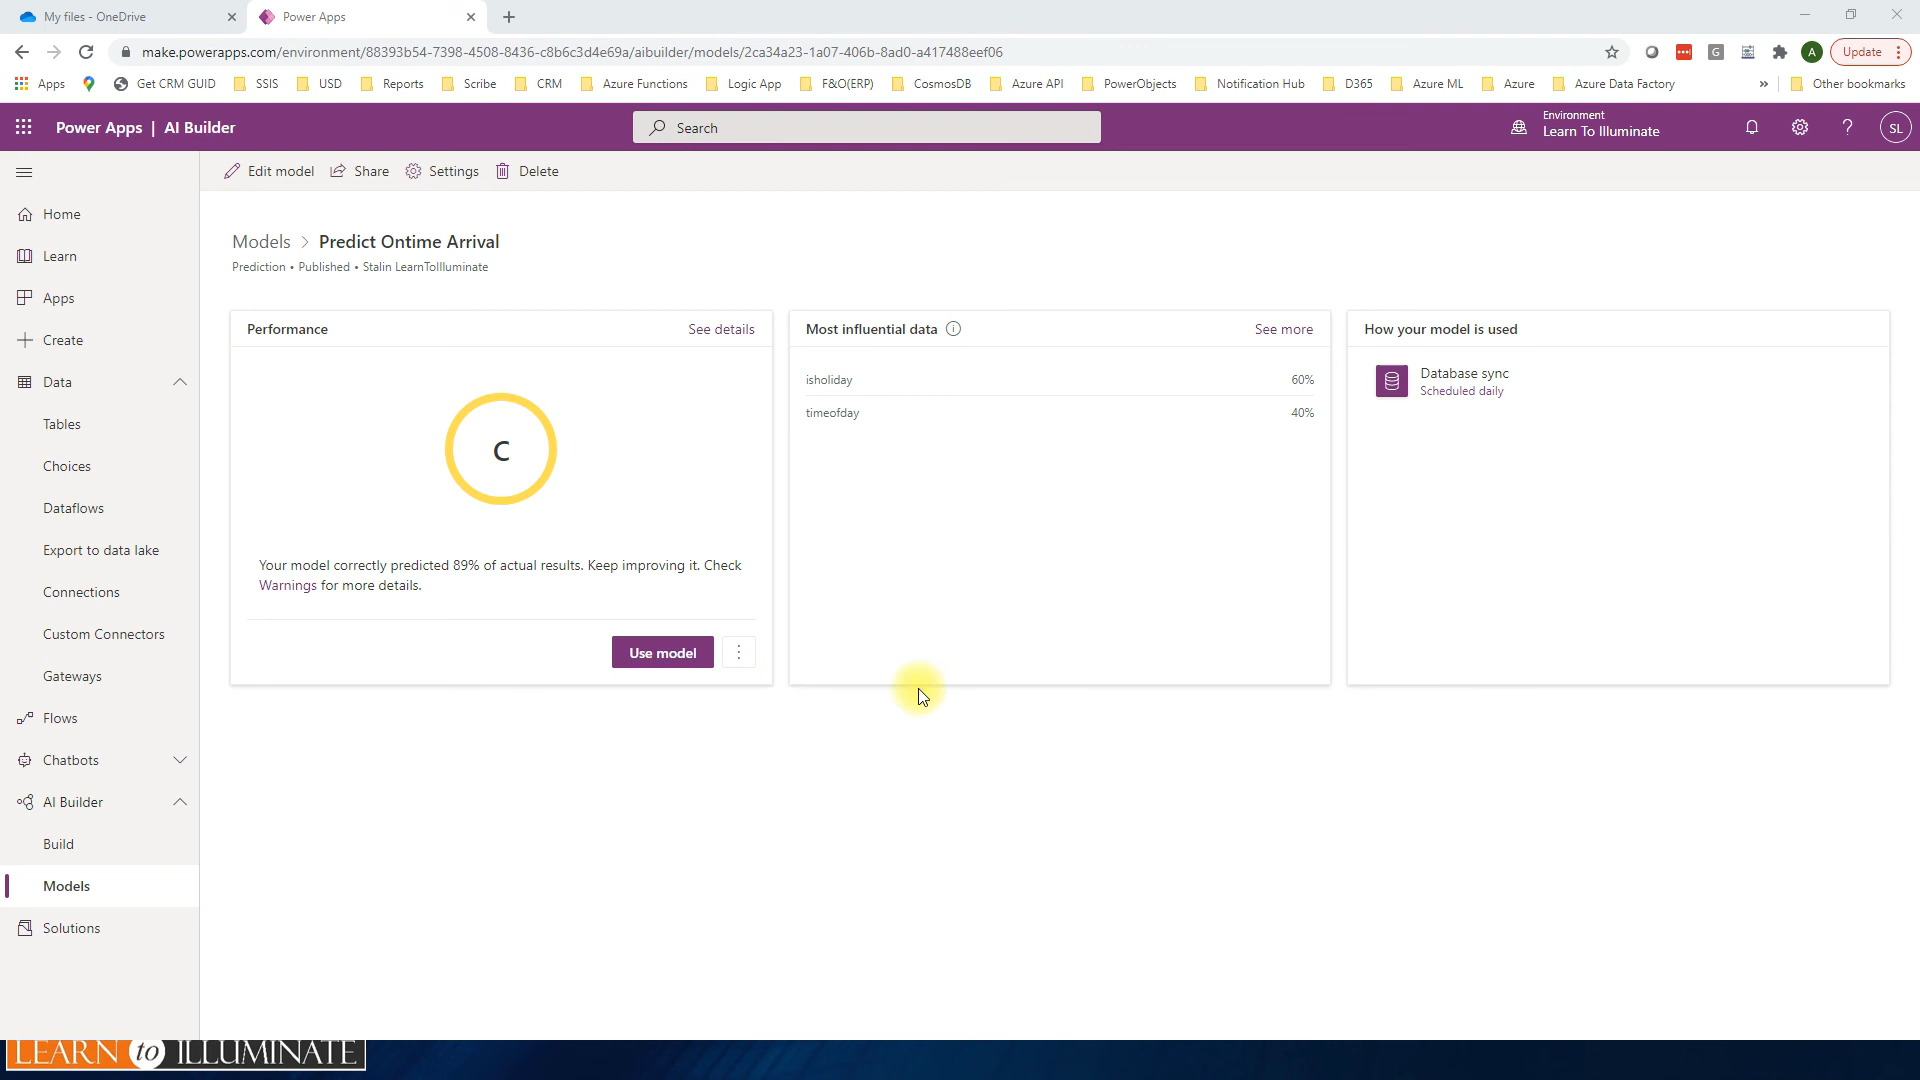 My files - OneDrive
Power Apps
make.powerapps.com/environment/88393b54-7398-4508-8436-c8b6c3d4e69a/aibuilder/models/2ca34a23-1a07-406b-8ad0-a417488eef06
G
A
Update
Apps
Get CRM GUID
SSIS
USD
Reports
Scribe
CRM
Azure Functions
Logic App
F&O(ERP)
CosmosDB
Azure API
PowerObjects
Notification Hub
D365
Azure ML
Azure
Azure Data Factory
»
Other bookmarks
Power Apps | AI Builder
Search
Environment
Learn To Illuminate
?
SL
Edit model
Share
Settings
Delete
Home
Learn
Apps
Create
Data
Tables
Choices
Dataflows
Export to data lake
Connections
Custom Connectors
Gateways
Flows
Chatbots
AI Builder
Build
Models
Solutions
Models > Predict Ontime Arrival
Prediction • Published • Stalin LearnToIlluminate
Performance
See details
C
Your model correctly predicted 89% of actual results. Keep improving it. Check
Warnings for more details.
Use model
Most influential data
See more
isholiday 60%
timeofday 40%
How your model is used
Database sync
Scheduled daily
LEARN to ILLUMINATE